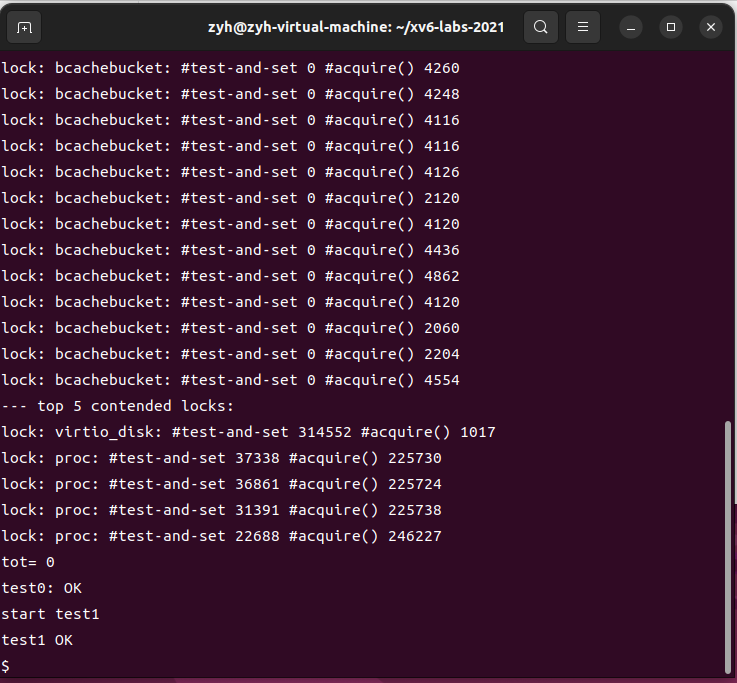 zyh@zyh-virtual-machine: ~/xv6-labs-2021
lock: bcachebucket: #test-and-set 0 #acquire() 4260
lock: bcachebucket: #test-and-set 0 #acquire() 4248
lock: bcachebucket: #test-and-set 0 #acquire() 4116
lock: bcachebucket: #test-and-set 0 #acquire() 4116
lock: bcachebucket: #test-and-set 0 #acquire() 4126
lock: bcachebucket: #test-and-set 0 #acquire() 2120
lock: bcachebucket: #test-and-set 0 #acquire() 4120
lock: bcachebucket: #test-and-set 0 #acquire() 4436
lock: bcachebucket: #test-and-set 0 #acquire() 4862
lock: bcachebucket: #test-and-set 0 #acquire() 4120
lock: bcachebucket: #test-and-set 0 #acquire() 2060
lock: bcachebucket: #test-and-set 0 #acquire() 2204
lock: bcachebucket: #test-and-set 0 #acquire() 4554
--- top 5 contended locks:
lock: virtio_disk: #test-and-set 314552 #acquire() 1017
lock: proc: #test-and-set 37338 #acquire() 225730
lock: proc: #test-and-set 36861 #acquire() 225724
lock: proc: #test-and-set 31391 #acquire() 225738
lock: proc: #test-and-set 22688 #acquire() 246227
tot= 0
test0: OK
start test1
test1 OK
$